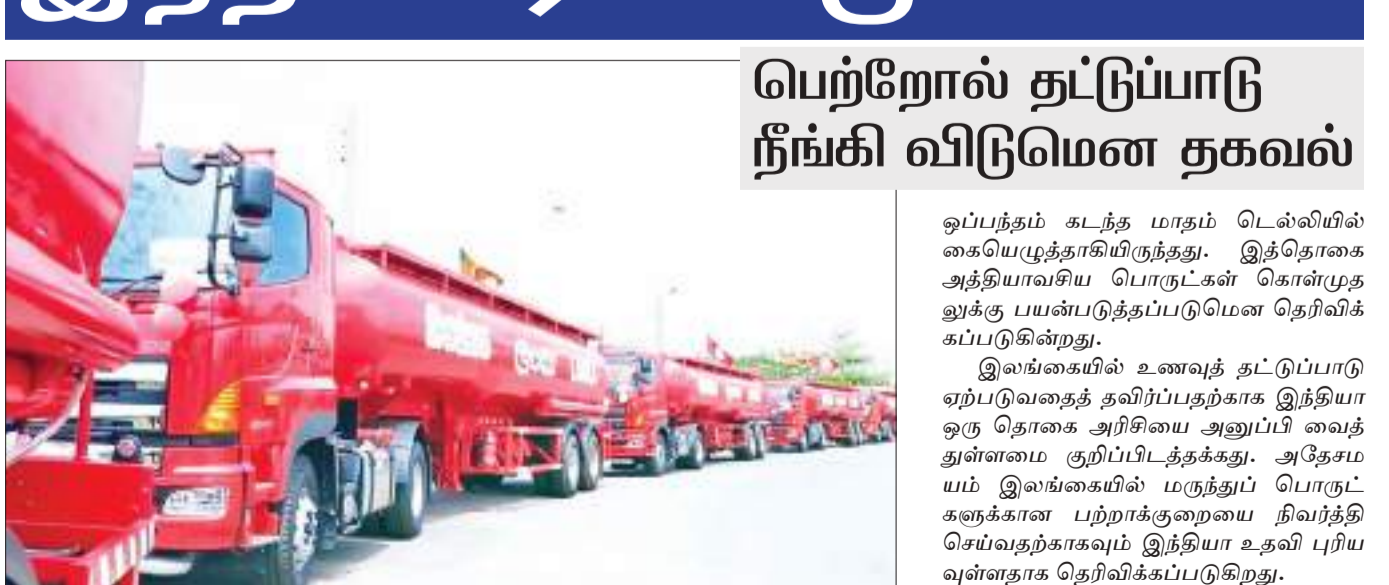 பெற்றோல் தட்டுப்பாடு
நீங்கி விடுமென தகவல்
ஒப்பந்தம் கடந்த மாதம் டெல்லியில்
கையெழுத்தாகியிருந்தது. இத்தொகை
அத்தியாவசிய பொருட்கள் கொள்முத
லுக்கு பயன்படுத்தப்படுமென தெரிவிக்
கப்படுகின்றது.
இலங்கையில் உணவுத் தட்டுப்பாடு
ஏற்படுவதைத் தவிர்ப்பதற்காக இந்தியா
ஒரு தொகை அரிசியை அனுப்பி வைத்
துள்ளமை குறிப்பிடத்தக்கது. அதேசம
யம் இலங்கையில் மருந்துப் பொருட்
களுக்கான பற்றாக்குறையை நிவர்த்தி
செய்வதற்காகவும் இந்தியா உதவி புரிய
வுள்ளதாக தெரிவிக்கப்படுகிறது.